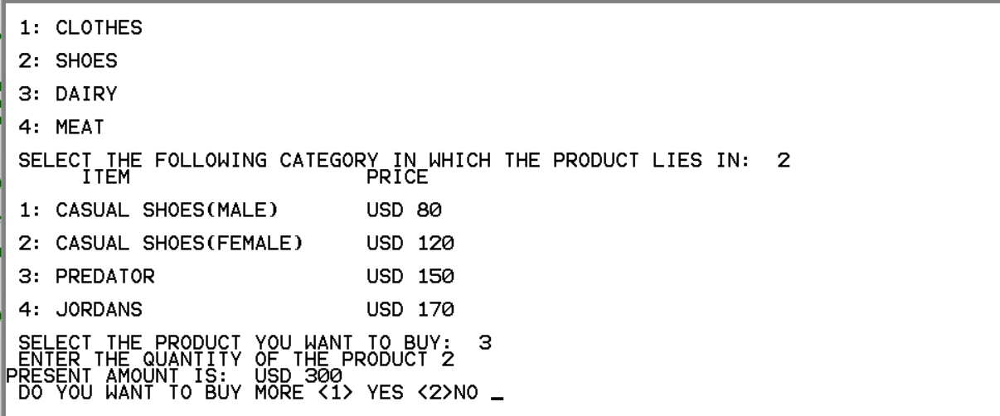 1: CLOTHES
2: SHOES
3: DAIRY
4: MEAT
SELECT THE FOLLOWING CATEGORY IN WHICH THE PRODUCT LIES IN: 2
ITEM PRICE
1: CASUAL SHOES(MALE) USD 80
2: CASUAL SHOES(FEMALE) USD 120
3: PREDATOR USD 150
4: JORDANS USD 170
SELECT THE PRODUCT YOU WANT TO BUY: 3
ENTER THE QUANTITY OF THE PRODUCT 2
PRESENT AMOUNT IS: USD 300
DO YOU WANT TO BUY MORE <1> YES <2>NO _